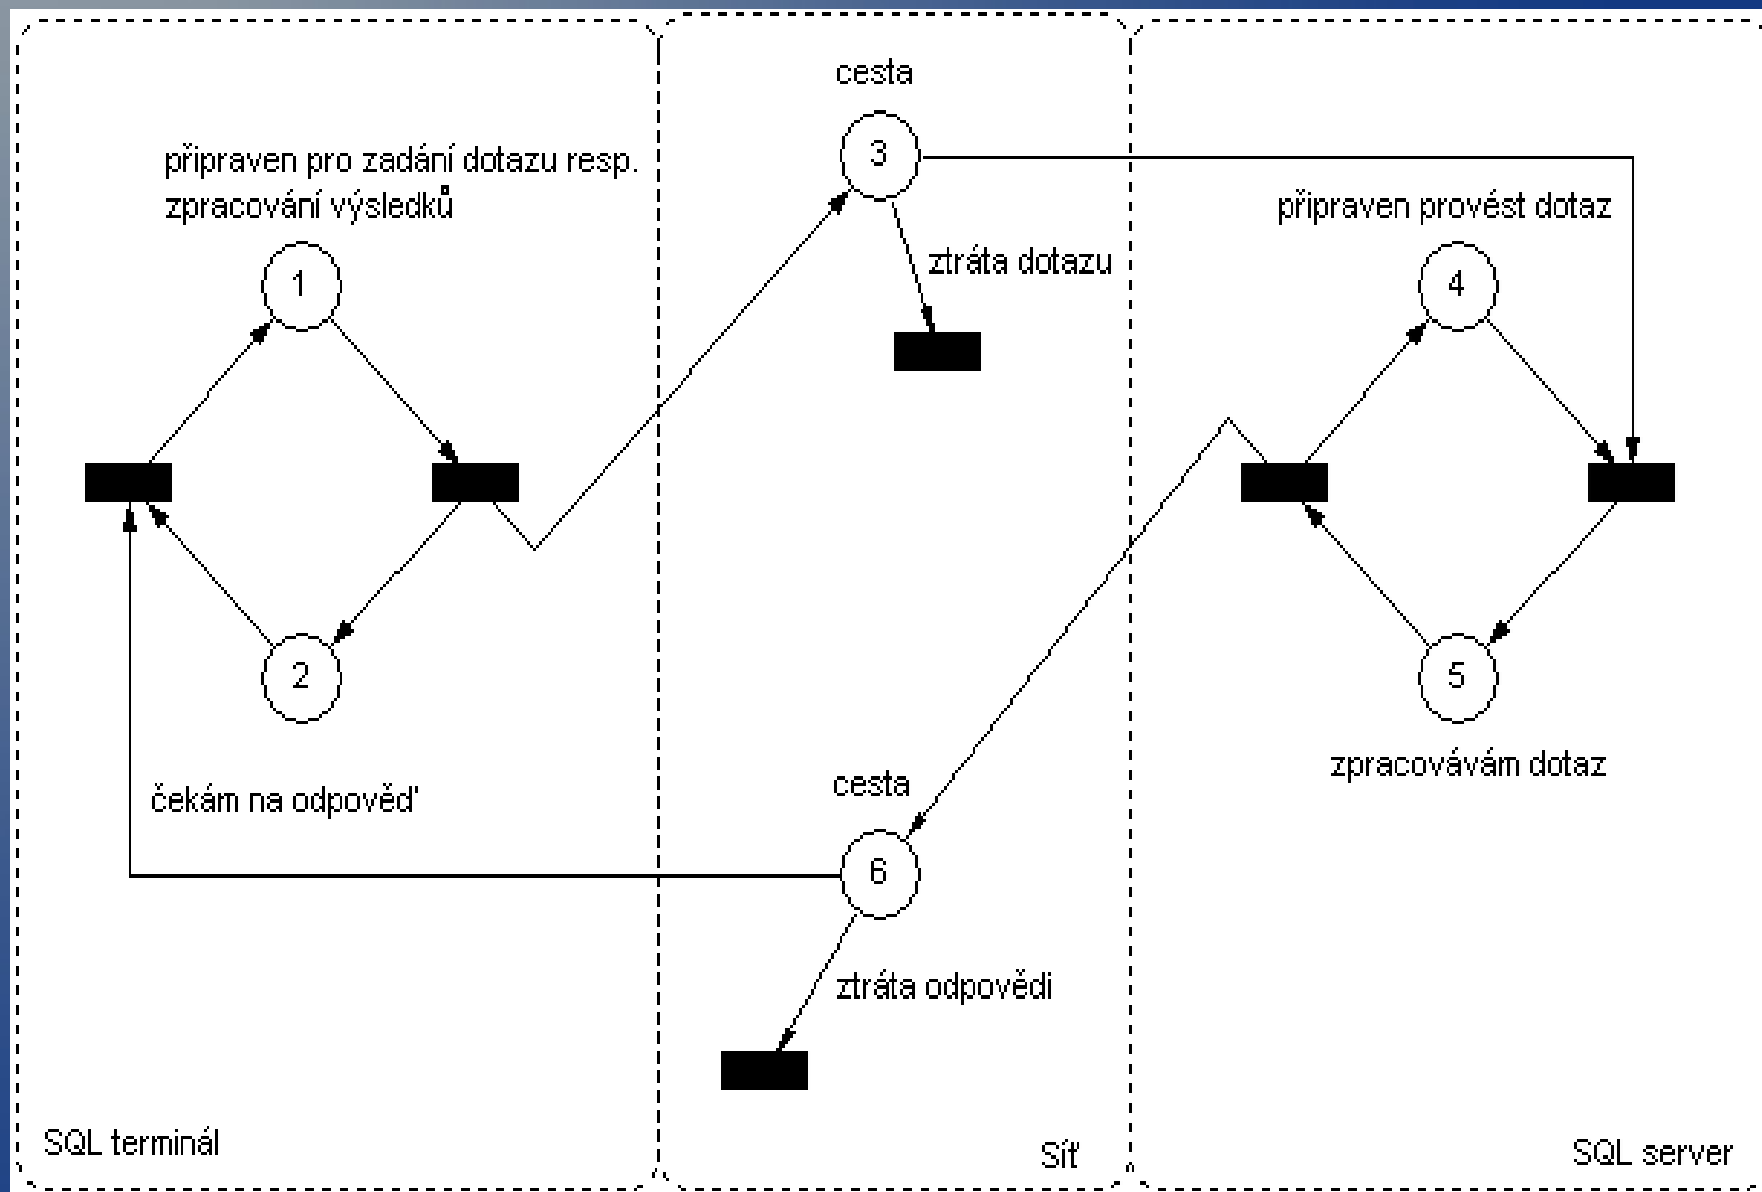 cesta
3
připraven pro zadání dotazu resp.
zpracování výsledků
připraven provést dotaz
ztráta dotazu
1
4
2
5
zpracovávám dotaz
cesta
čekám na odpověď
6
ztráta odpovědi
SQL terminál
Síť
SQL server